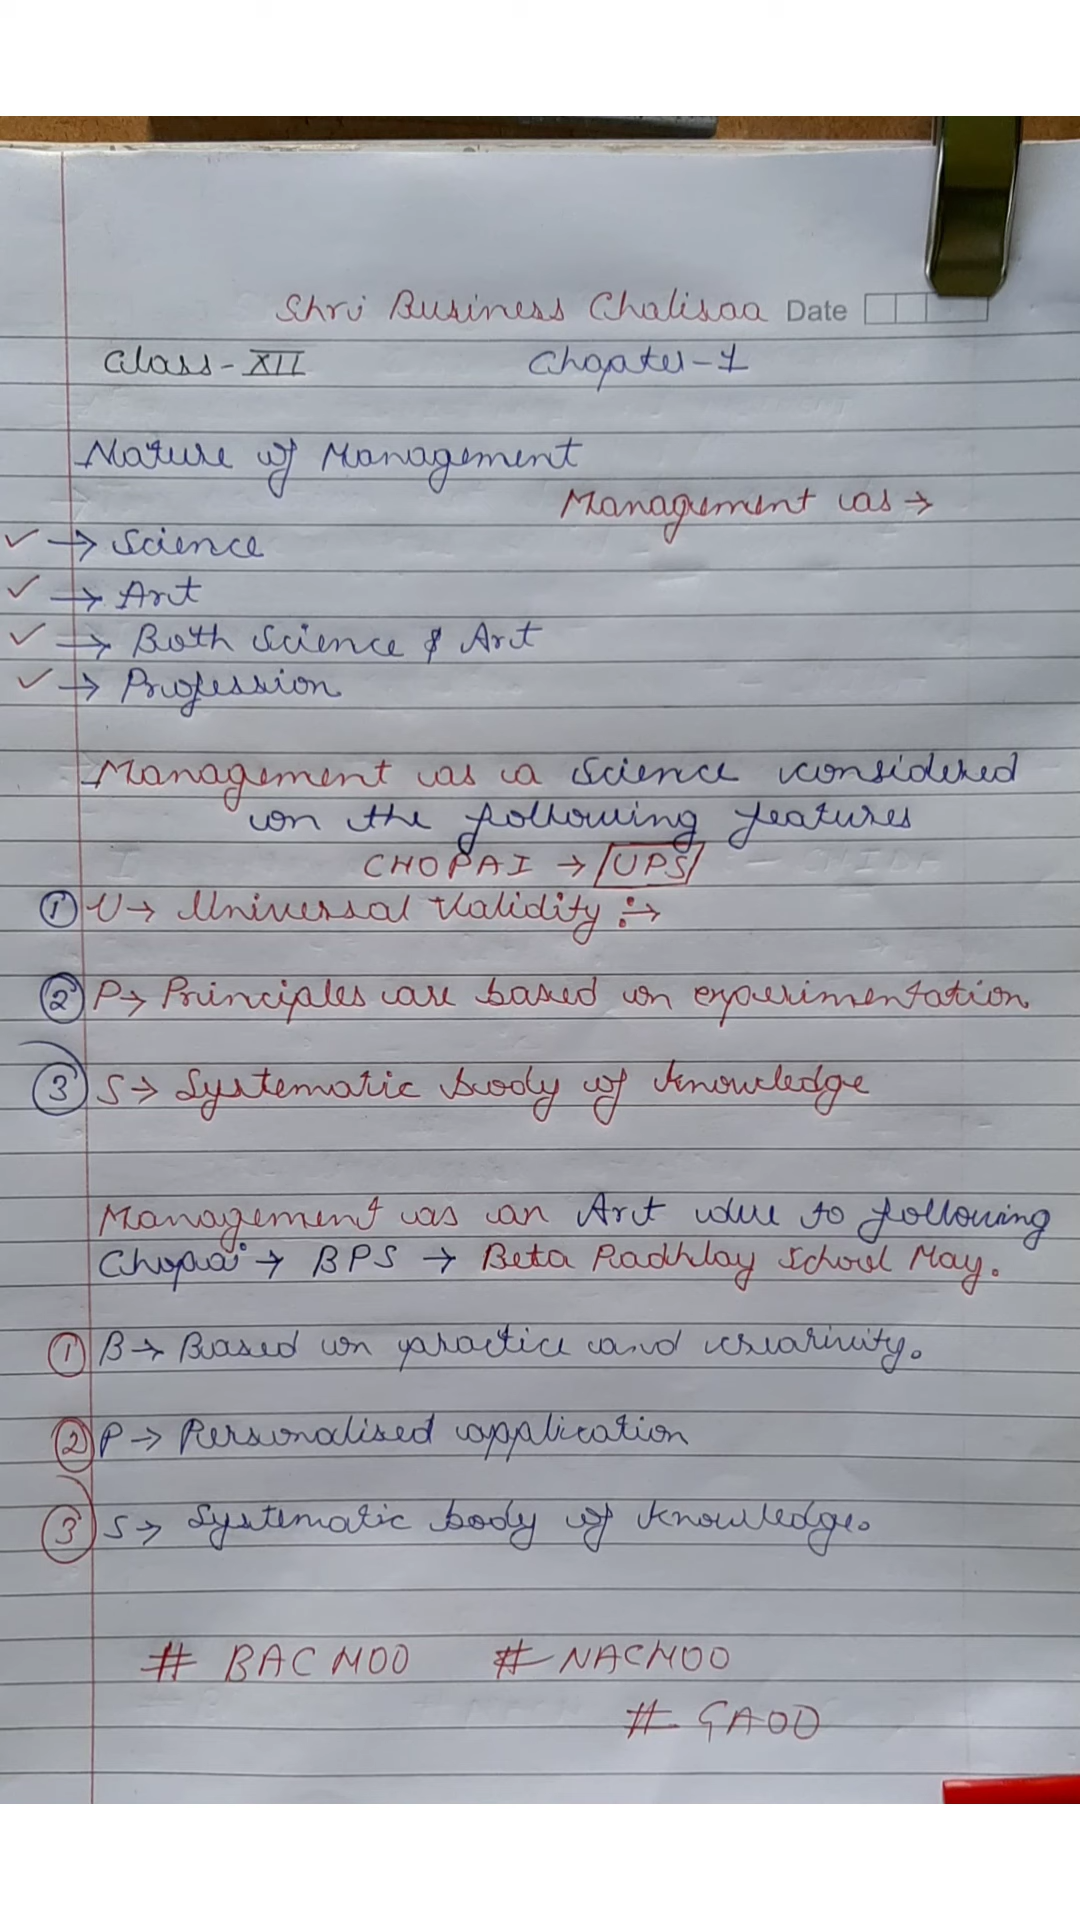 Shri Business Chalisaa Date
Class-XII Chapter-1
Nature of Management
Management as →
✓ → Science
✓ → Art
✓ → Both Science & Art
✓ → Profession
Management as a Science considered
on the following features
CHOPAI → UPS
① U → Universal Validity :→
② P → Principles are based on experimentation
③ S → Systematic body of knowledge
Management as an Art due to following
Chopai → BPS → Beta Padhlay School May.
① B → Based on practice and creativity.
② P → Personalised application
③ S → Systematic body of knowledge.
# BACMOO # NACMOO
# GAOD